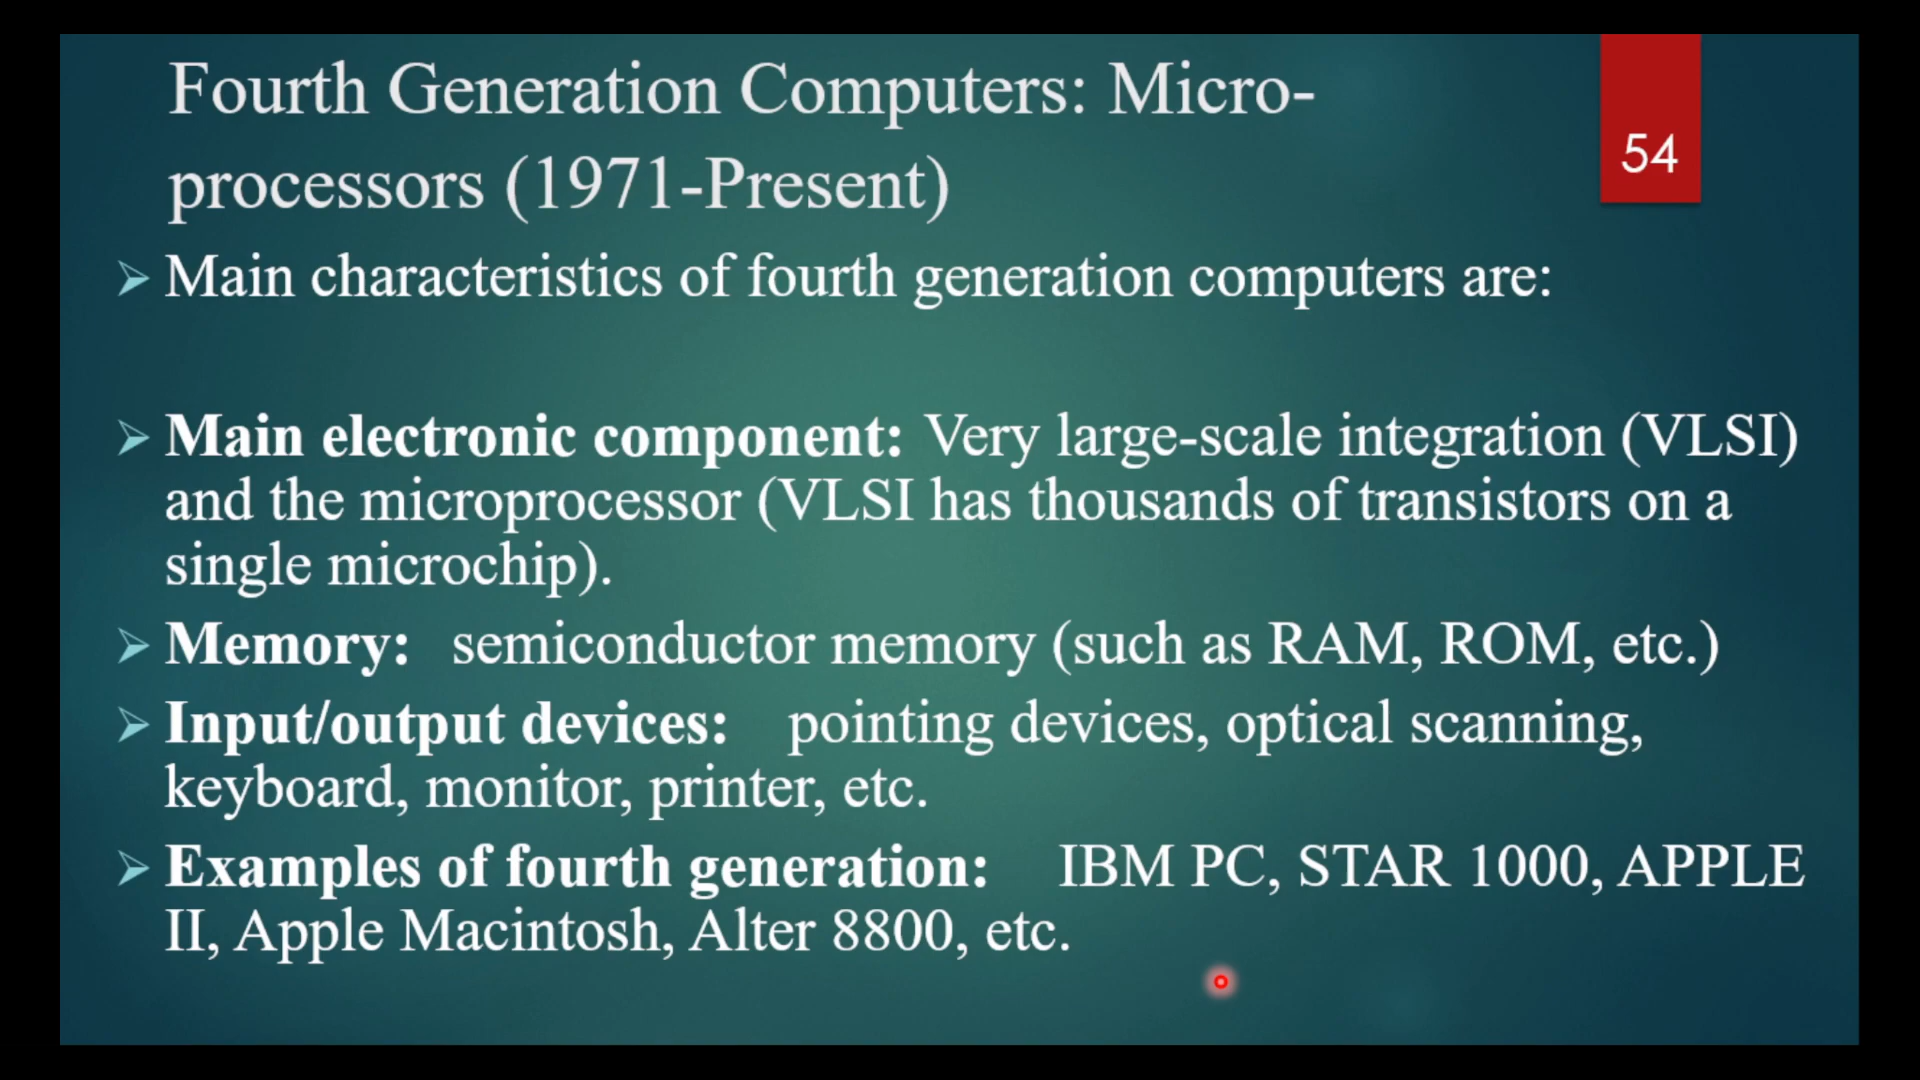 Fourth Generation Computers: Micro-
processors (1971-Present)
54
Main characteristics of fourth generation computers are:
Main electronic component: Very large-scale integration (VLSI)
and the microprocessor (VLSI has thousands of transistors on a
single microchip).
Memory: semiconductor memory (such as RAM, ROM, etc.)
Input/output devices: pointing devices, optical scanning,
keyboard, monitor, printer, etc.
Examples of fourth generation: IBM PC, STAR 1000, APPLE
II, Apple Macintosh, Alter 8800, etc.